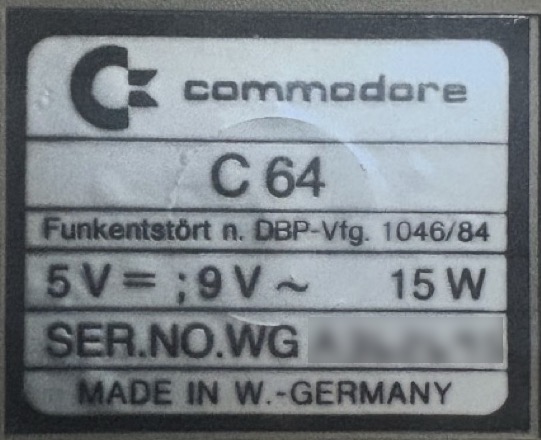 commodore
C 64
Funkentstört n. DBP-Vfg. 1046/84
5 V = ; 9 V ~ 15 W
SER.NO.WG
MADE IN W.-GERMANY